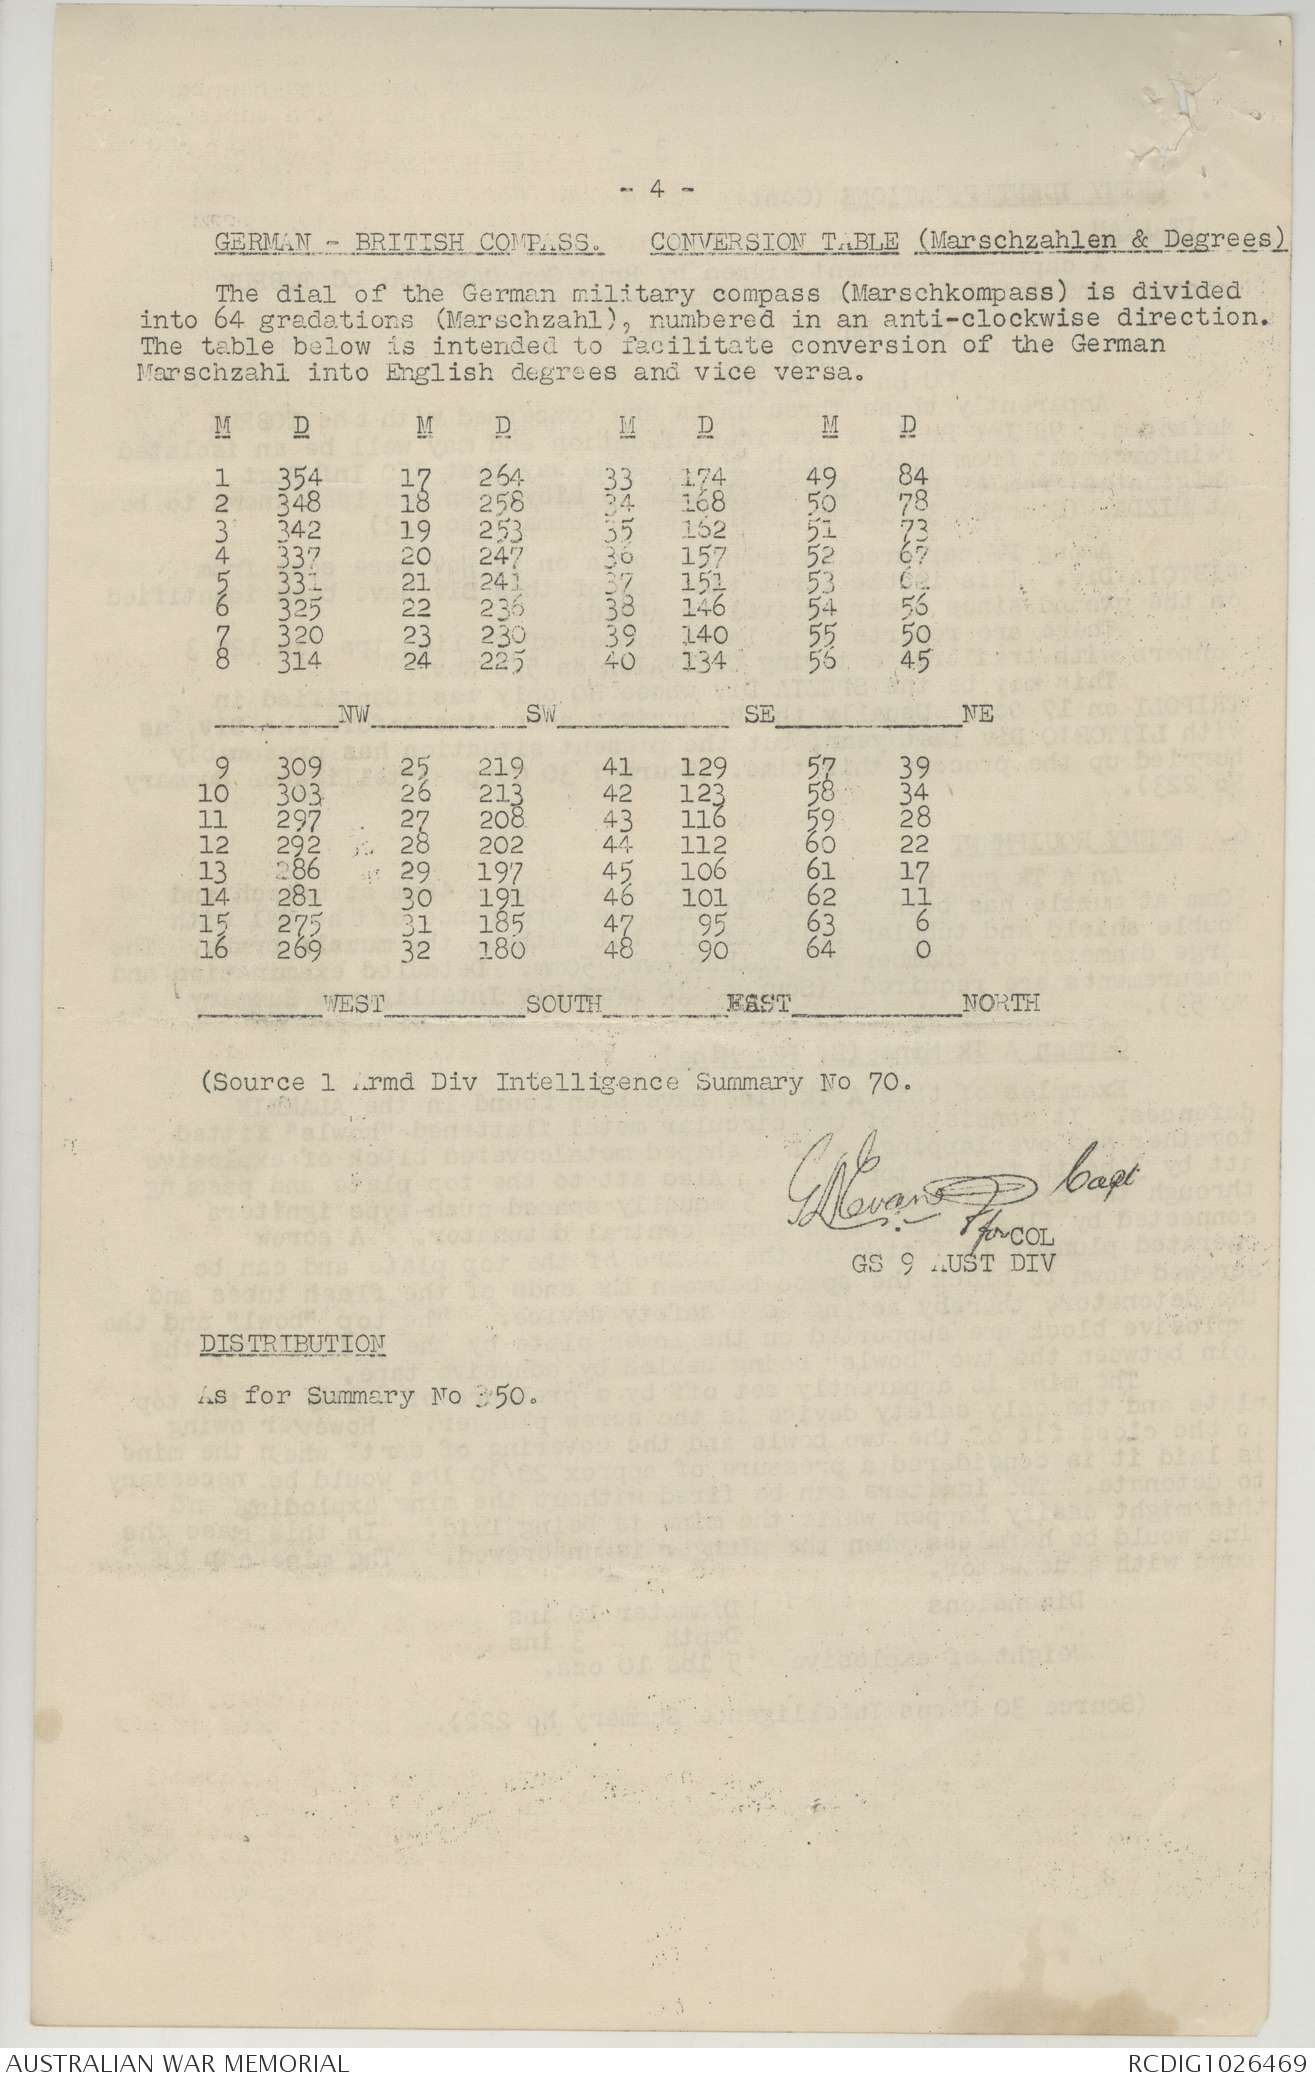 - 4 -
GERMAN - BRITISH COMPASS. CONVERSION TABLE (Marschzahlen & Degrees)
The dial of the German military compass (Marschkompass) is divided
into 64 gradations (Marschzahl), numbered in an anti-clockwise direction.
The table below is intended to facilitate conversion of the German
Marschzahl into English degrees and vice versa.
M D M D M D M D
1 354 17 264 33 174 49 84
2 348 18 258 34 168 50 78
3 342 19 253 35 162 51 73
4 337 20 247 36 157 52 67
5 331 21 241 37 151 53 62
6 325 22 236 38 146 54 56
7 320 23 230 39 140 55 50
8 314 24 225 40 134 56 45
NW SW SE NE
9 309 25 219 41 129 57 39
10 303 26 213 42 123 58 34
11 297 27 208 43 116 59 28
12 292 28 202 44 112 60 22
13 286 29 197 45 106 61 17
14 281 30 191 46 101 62 11
15 275 31 185 47 95 63 6
16 269 32 180 48 90 64 0
WEST SOUTH EAST NORTH
(Source 1 Armd Div Intelligence Summary No 70.
Evans Capt
for COL
GS 9 AUST DIV
DISTRIBUTION
As for Summary No 350.
AUSTRALIAN WAR MEMORIAL
RCDIG1026469